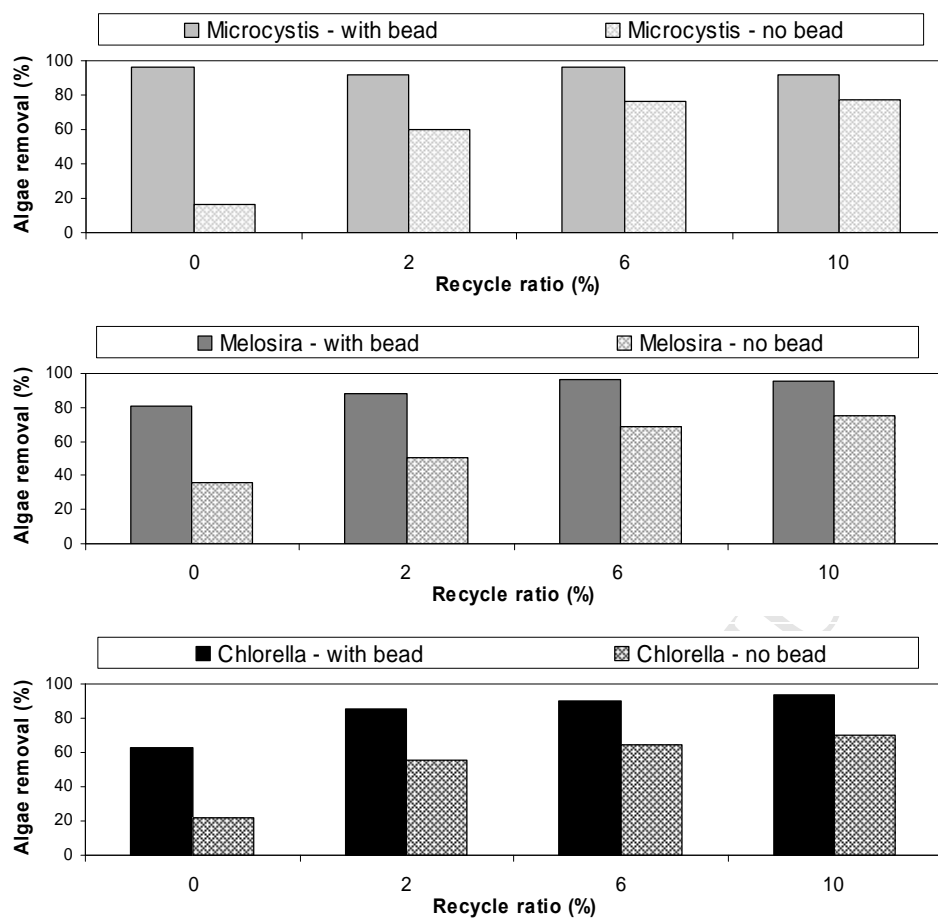 Microcystis - with bead Microcystis - no bead
Algae removal (%)
100
80
60
40
20
0
0 2 6 10
Recycle ratio (%)
Melosira - with bead Melosira - no bead
Algae removal (%)
100
80
60
40
20
0
0 2 6 10
Recycle ratio (%)
Chlorella - with bead Chlorella - no bead
Algae removal (%)
100
80
60
40
20
0
0 2 6 10
Recycle ratio (%)